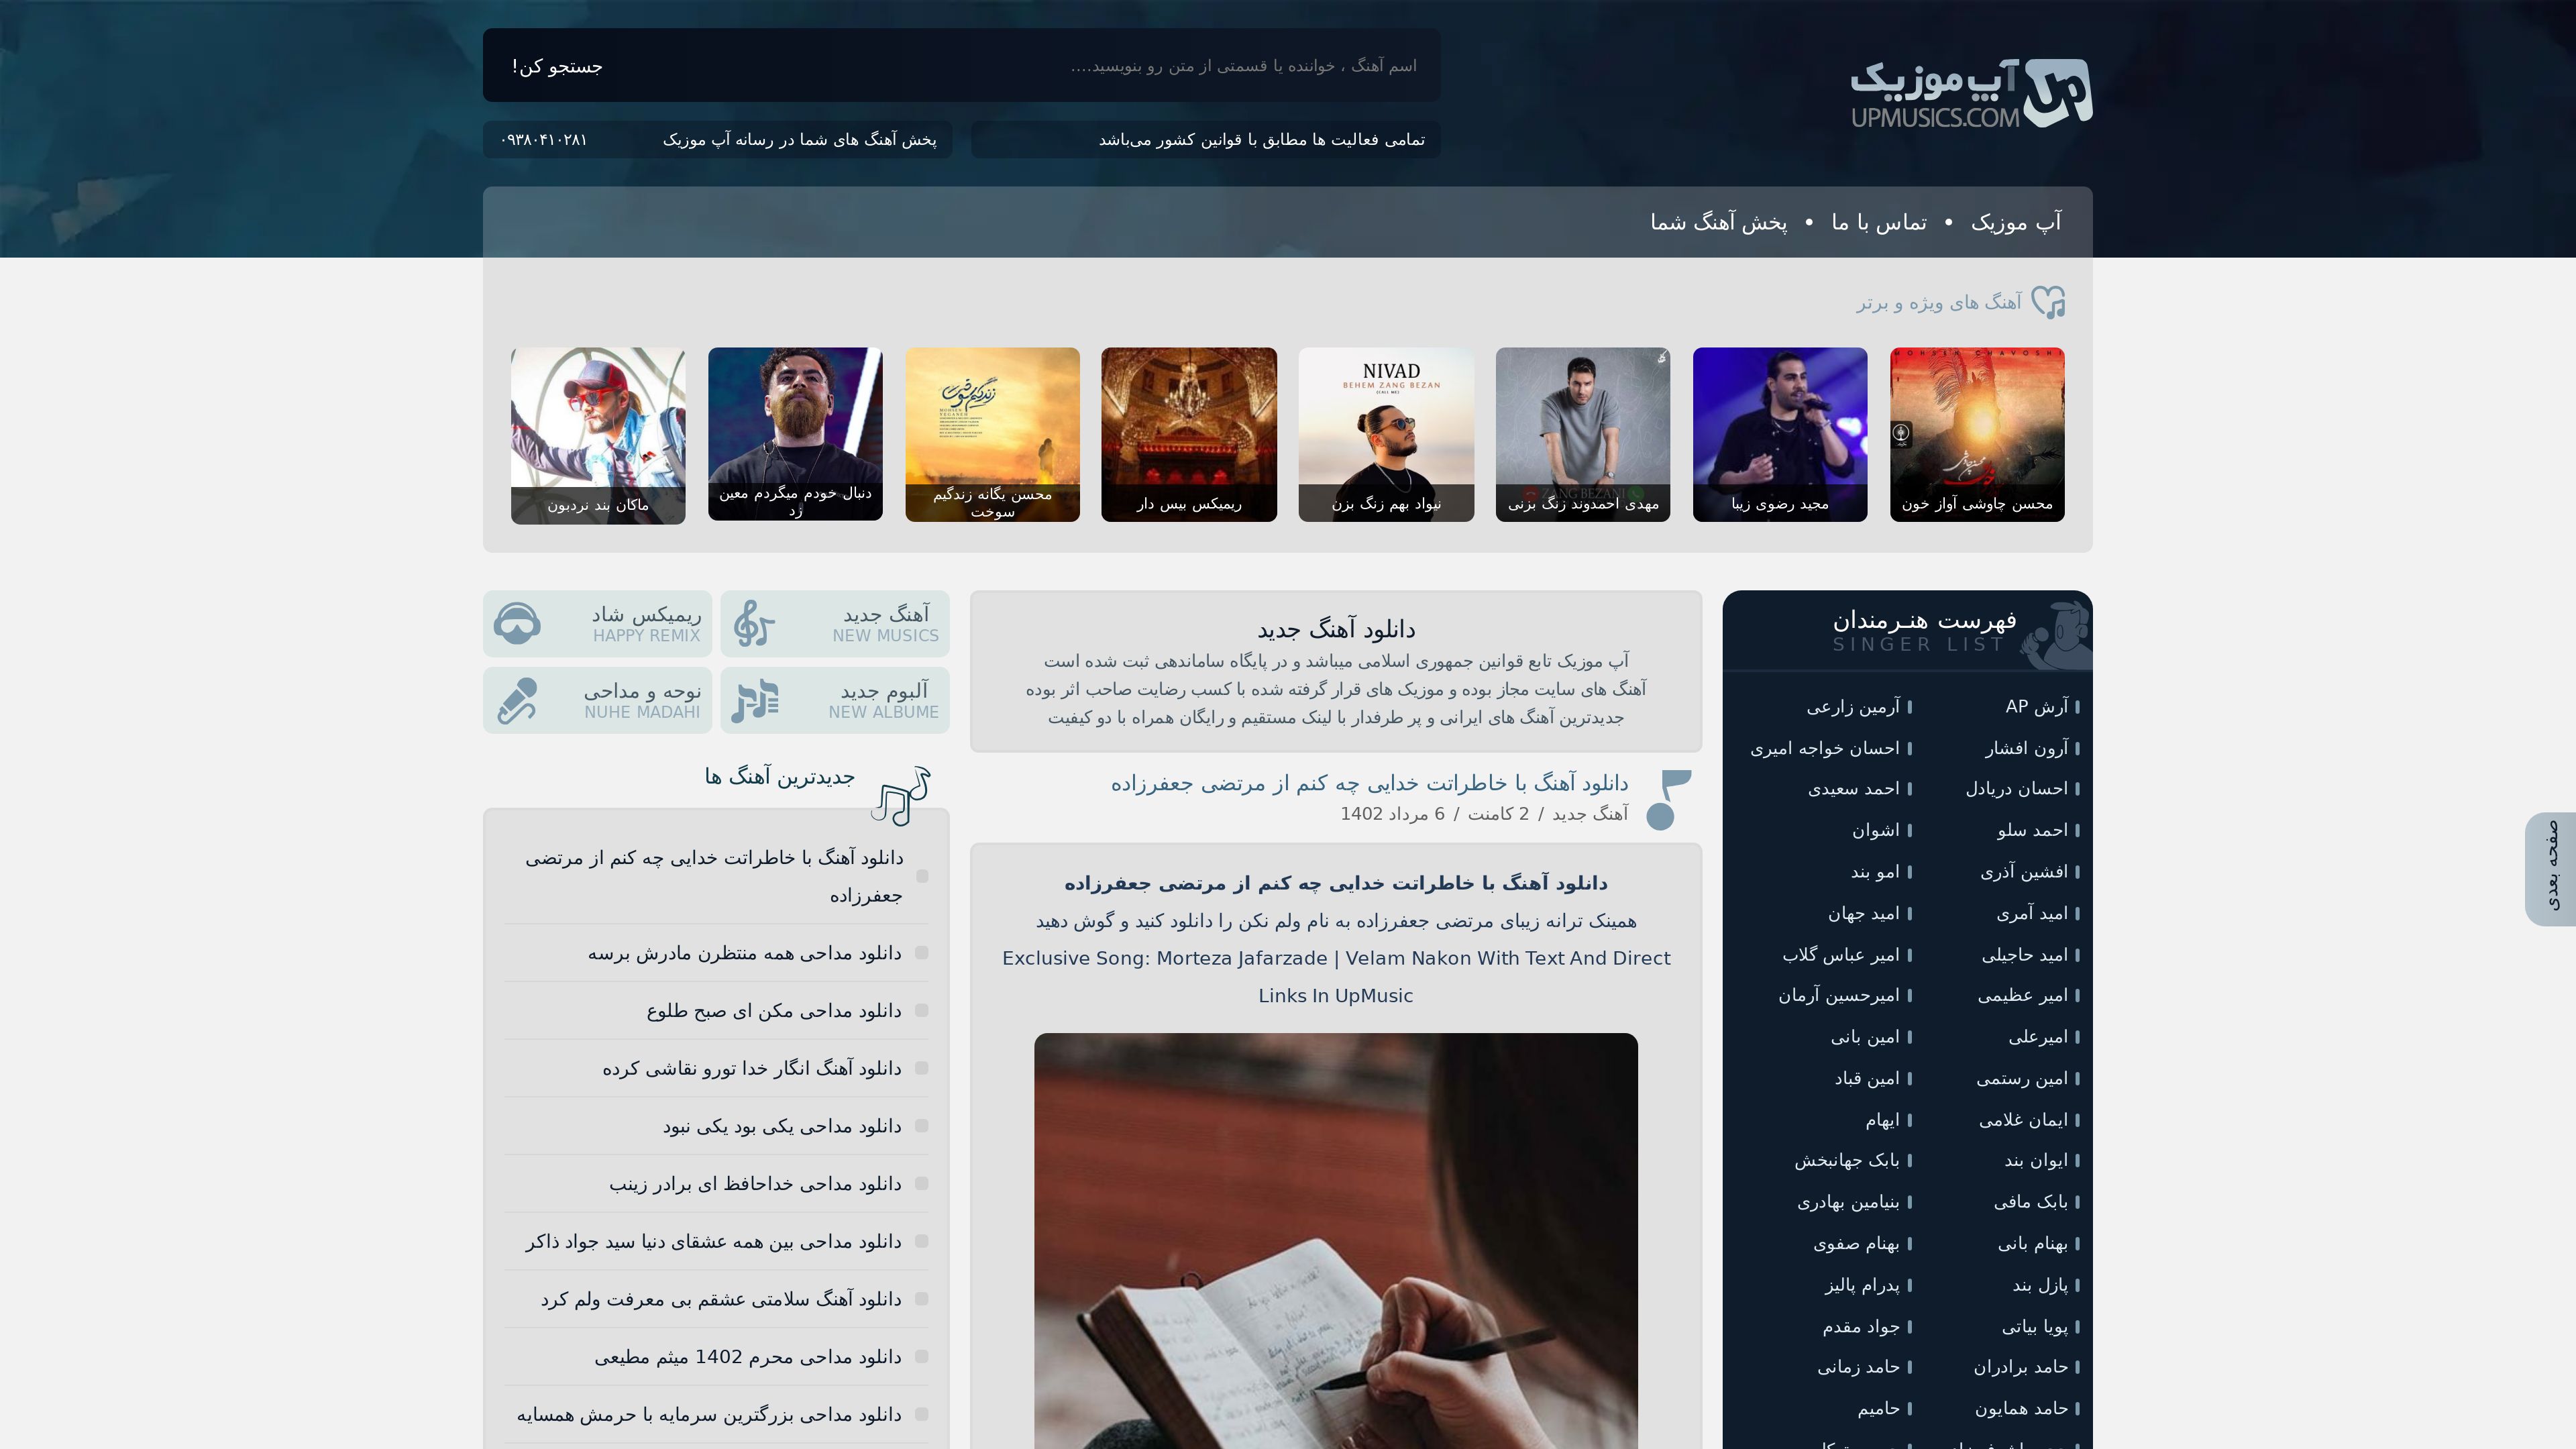 آپ موزیک
UPMUSICS.COM
Up
اسم آهنگ ، خواننده یا قسمتی از متن رو بنویسید....
جستجو کن!
تمامی فعالیت ها مطابق با قوانین کشور می‌باشد
پخش آهنگ های شما در رسانه آپ موزیک
۰۹۳۸۰۴۱۰۲۸۱
آپ موزیک • تماس با ما • پخش آهنگ شما
آهنگ های ویژه و برتر
MOHSEN CHAVOSHI
محسن چاوشی آواز خون
مجید رضوی زیبا
ZANG BEZANI
مهدی احمدوند زنگ بزنی
NIVAD
BEHEM ZANG BEZAN
نیواد بهم زنگ بزن
ریمیکس بیس دار
محسن یگانه زندگیم
سوخت
دنبال خودم میگردم معین
زد
ماکان بند نردبون
فهرست هنـرمندان
SINGER LIST
آرش AP
آرمین زارعی
آرون افشار
احسان خواجه امیری
احسان دریادل
احمد سعیدی
احمد سلو
اشوان
افشین آذری
امو بند
امید آمری
امید جهان
امید حاجیلی
امیر عباس گلاب
امیر عظیمی
امیرحسین آرمان
امیرعلی
امین بانی
امین رستمی
امین قباد
ایمان غلامی
ایهام
ایوان بند
بابک جهانبخش
بابک مافی
بنیامین بهادری
بهنام بانی
بهنام صفوی
پازل بند
پدرام پالیز
پویا بیاتی
جواد مقدم
حامد برادران
حامد زمانی
حامد همایون
حامیم
دانلود آهنگ جدید
آپ موزیک تابع قوانین جمهوری اسلامی میباشد و در پایگاه ساماندهی ثبت شده است
آهنگ های سایت مجاز بوده و موزیک های قرار گرفته شده با کسب رضایت صاحب اثر بوده
جدیدترین آهنگ های ایرانی و پر طرفدار با لینک مستقیم و رایگان همراه با دو کیفیت
دانلود آهنگ با خاطراتت خدایی چه کنم از مرتضی جعفرزاده
آهنگ جدید / 2 کامنت / 6 مرداد 1402
دانلود آهنگ با خاطراتت خدایی چه کنم از مرتضی جعفرزاده
همینک ترانه زیبای مرتضی جعفرزاده به نام ولم نکن را دانلود کنید و گوش دهید
Exclusive Song: Morteza Jafarzade | Velam Nakon With Text And Direct
Links In UpMusic
آهنگ جدید
NEW MUSICS
ریمیکس شاد
HAPPY REMIX
آلبوم جدید
NEW ALBUME
نوحه و مداحی
NUHE MADAHI
جدیدترین آهنگ ها
دانلود آهنگ با خاطراتت خدایی چه کنم از مرتضی
جعفرزاده
دانلود مداحی همه منتظرن مادرش برسه
دانلود مداحی مکن ای صبح طلوع
دانلود آهنگ انگار خدا تورو نقاشی کرده
دانلود مداحی یکی بود یکی نبود
دانلود مداحی خداحافظ ای برادر زینب
دانلود مداحی بین همه عشقای دنیا سید جواد ذاکر
دانلود آهنگ سلامتی عشقم بی معرفت ولم کرد
دانلود مداحی محرم 1402 میثم مطیعی
دانلود مداحی بزرگترین سرمایه با حرمش همسایه
صفحه بعدی